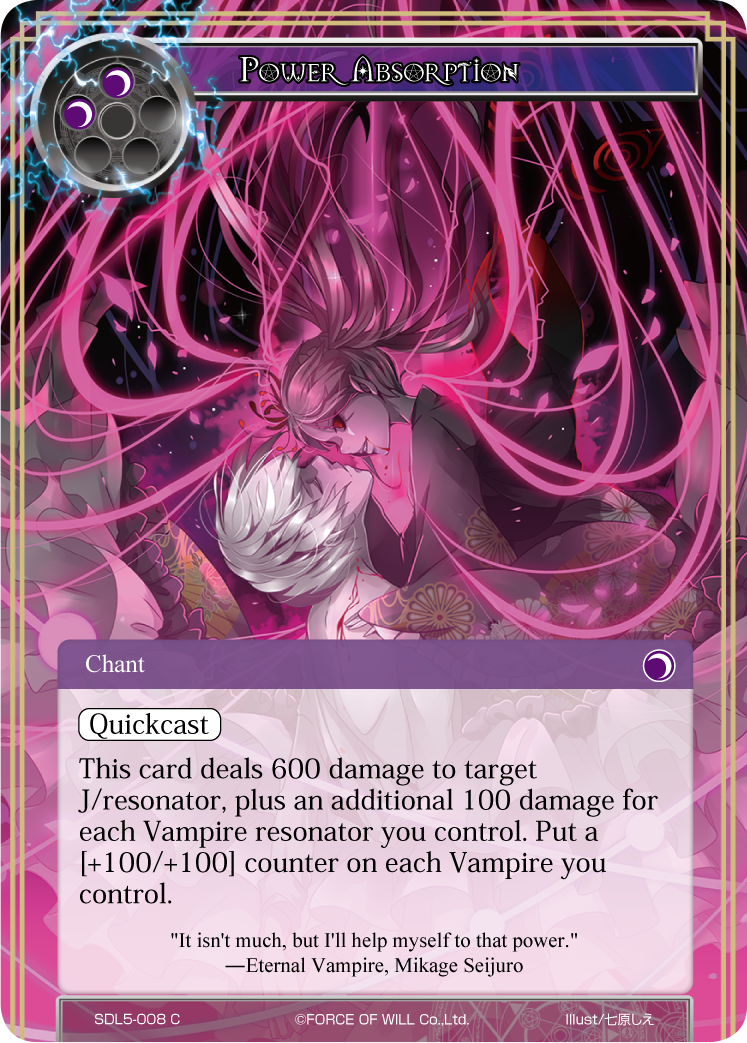 Power Absorption
Chant
Quickcast
This card deals 600 damage to target
J/resonator, plus an additional 100 damage for
each Vampire resonator you control. Put a
[+100/+100] counter on each Vampire you
control.
"It isn't much, but I'll help myself to that power."
—Eternal Vampire, Mikage Seijuro
SDL5-008 C ©FORCE OF WILL Co.,Ltd. Illust/七原しえ